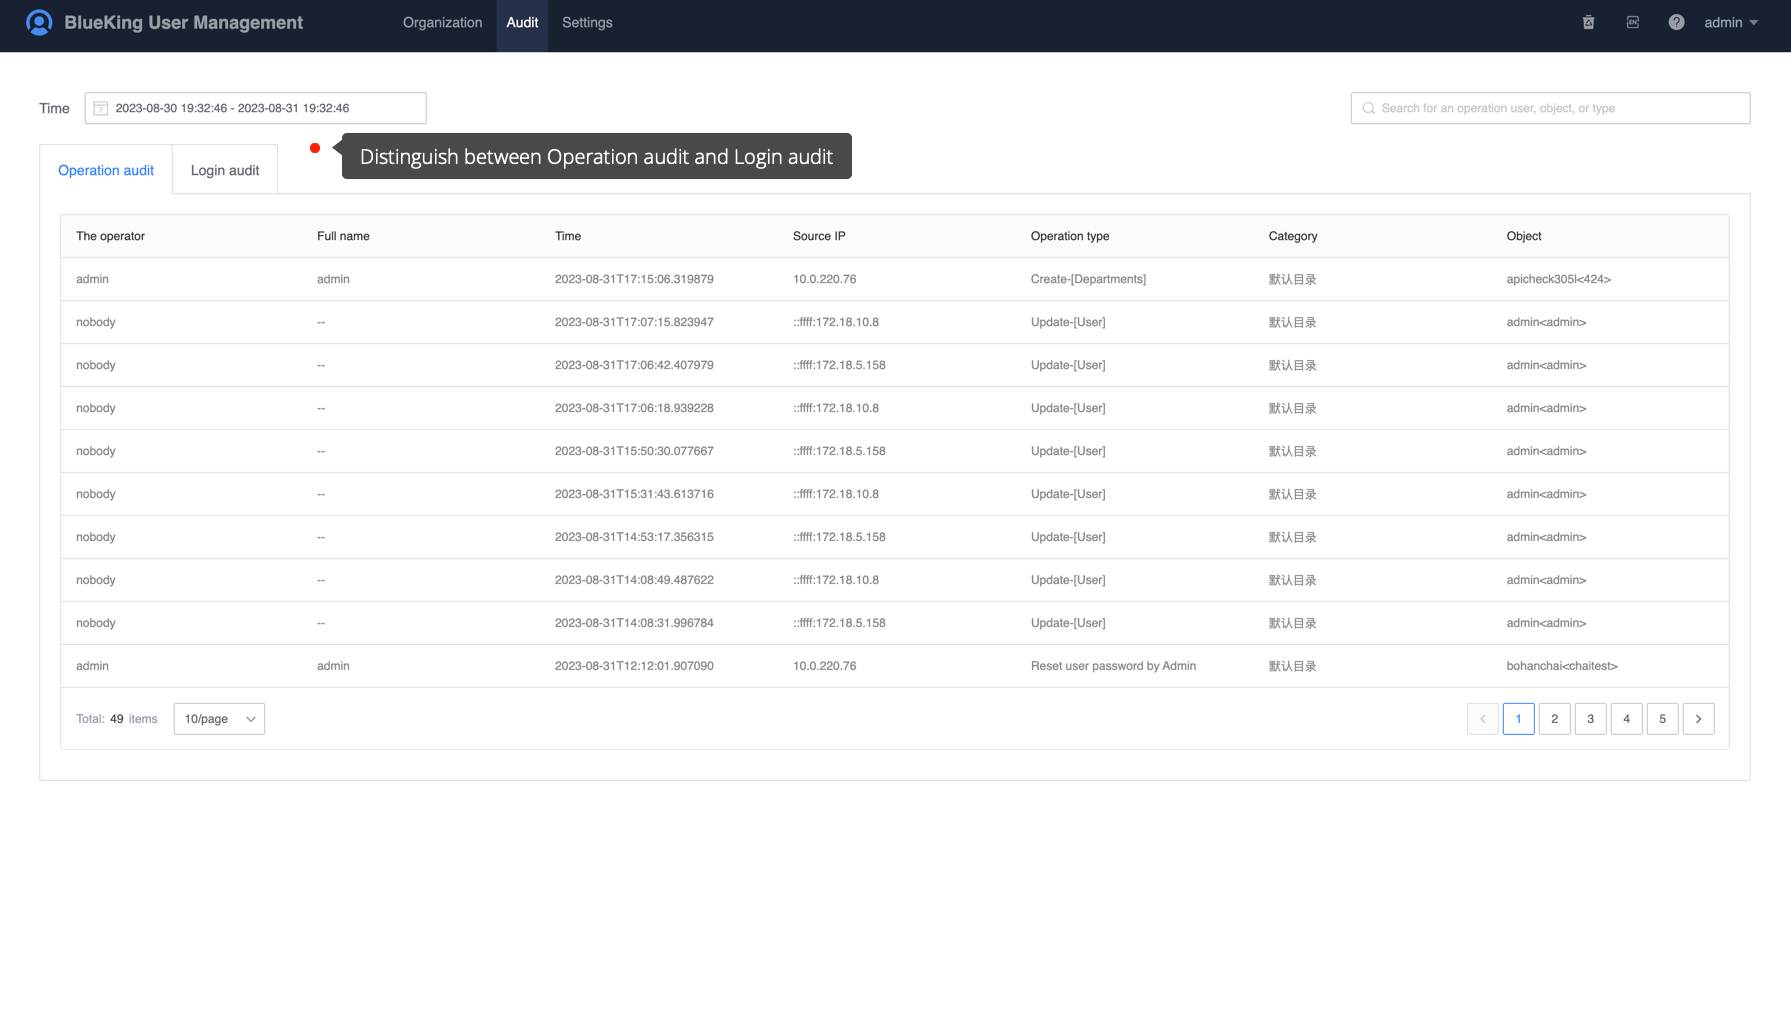 BlueKing User Management Organization Audit Settings admin
Time 2023-08-30 19:32:46 - 2023-08-31 19:32:46 Search for an operation user, object, or type
Distinguish between Operation audit and Login audit
Operation audit Login audit
The operator Full name Time Source IP Operation type Category Object
admin admin 2023-08-31T17:15:06.319879 10.0.220.76 Create-[Departments] 默认目录 apicheck305l<424>
nobody -- 2023-08-31T17:07:15.823947 ::ffff:172.18.10.8 Update-[User] 默认目录 admin<admin>
nobody -- 2023-08-31T17:06:42.407979 ::ffff:172.18.5.158 Update-[User] 默认目录 admin<admin>
nobody -- 2023-08-31T17:06:18.939228 ::ffff:172.18.10.8 Update-[User] 默认目录 admin<admin>
nobody -- 2023-08-31T15:50:30.077667 ::ffff:172.18.5.158 Update-[User] 默认目录 admin<admin>
nobody -- 2023-08-31T15:31:43.613716 ::ffff:172.18.10.8 Update-[User] 默认目录 admin<admin>
nobody -- 2023-08-31T14:53:17.356315 ::ffff:172.18.5.158 Update-[User] 默认目录 admin<admin>
nobody -- 2023-08-31T14:08:49.487622 ::ffff:172.18.10.8 Update-[User] 默认目录 admin<admin>
nobody -- 2023-08-31T14:08:31.996784 ::ffff:172.18.5.158 Update-[User] 默认目录 admin<admin>
admin admin 2023-08-31T12:12:01.907090 10.0.220.76 Reset user password by Admin 默认目录 bohanchai<chaitest>
Total: 49 items 10/page 1 2 3 4 5